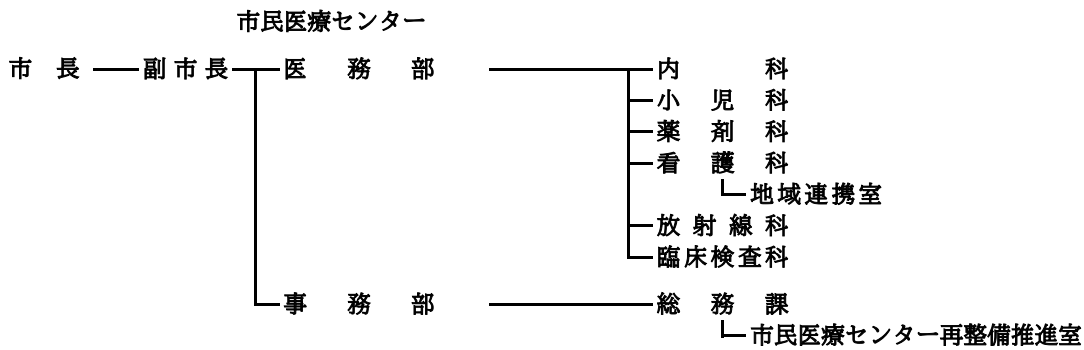 市民医療センター
市長 副市長 医務部 内科
小児科
薬剤科
看護科
地域連携室
放射線科
臨床検査科
事務部 総務課
市民医療センター再整備推進室